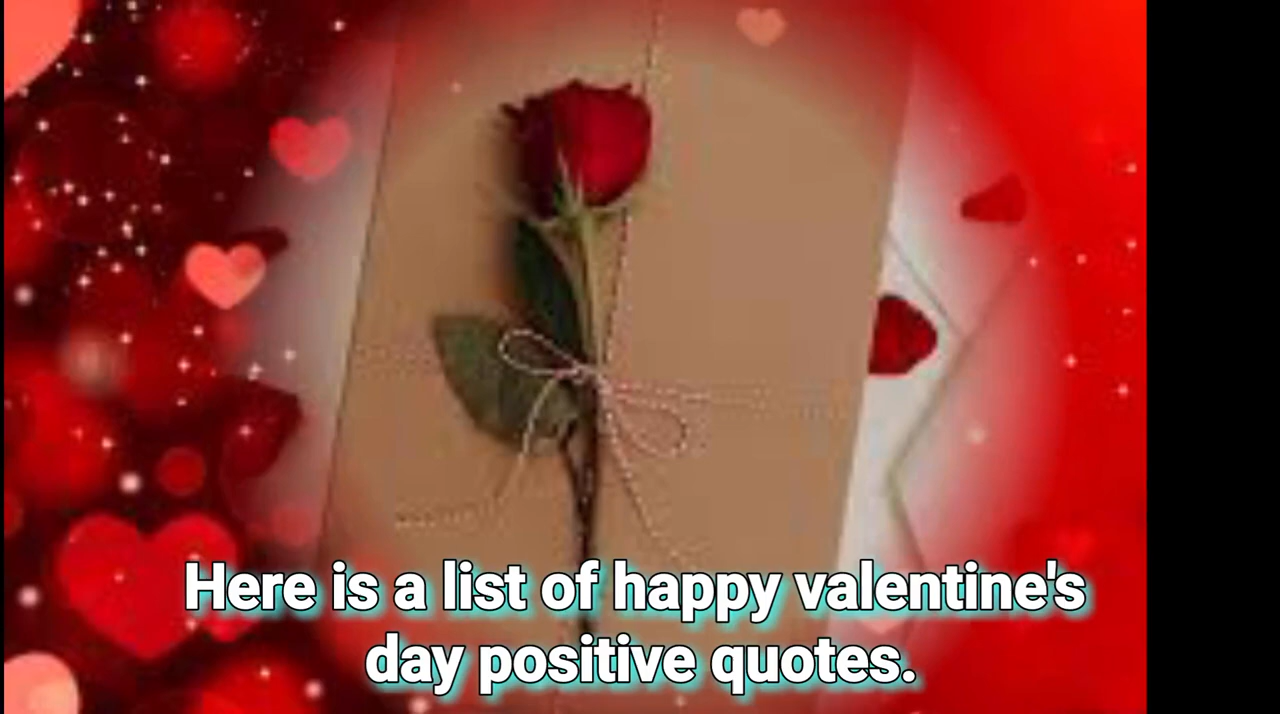 Here is a list of happy valentine's
day positive quotes.